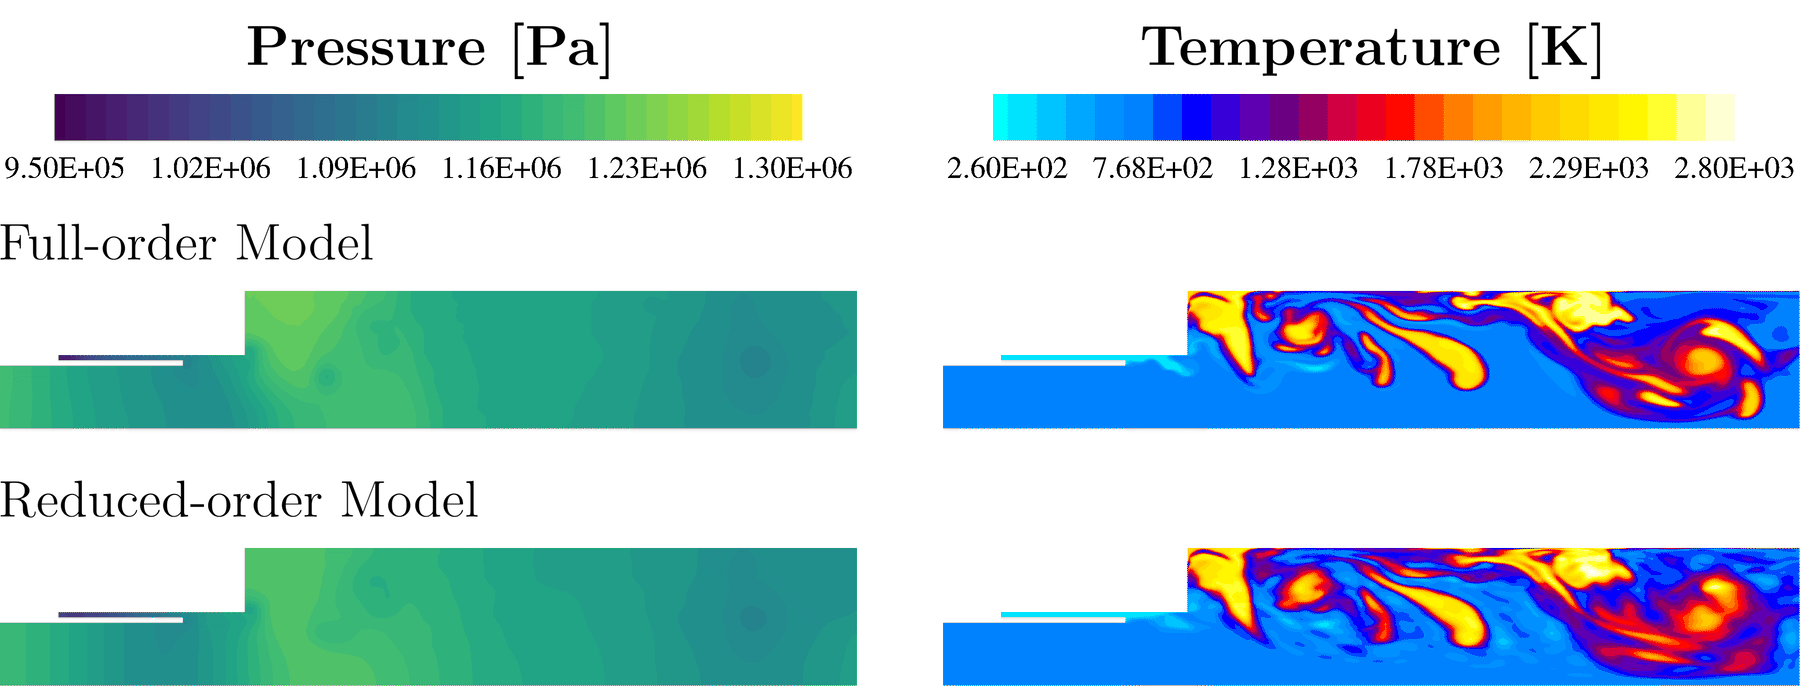 Pressure [Pa]
Temperature [K]
9.50E+05 1.02E+06 1.09E+06 1.16E+06 1.23E+06 1.30E+06
2.60E+02 7.68E+02 1.28E+03 1.78E+03 2.29E+03 2.80E+03
Full-order Model
Reduced-order Model